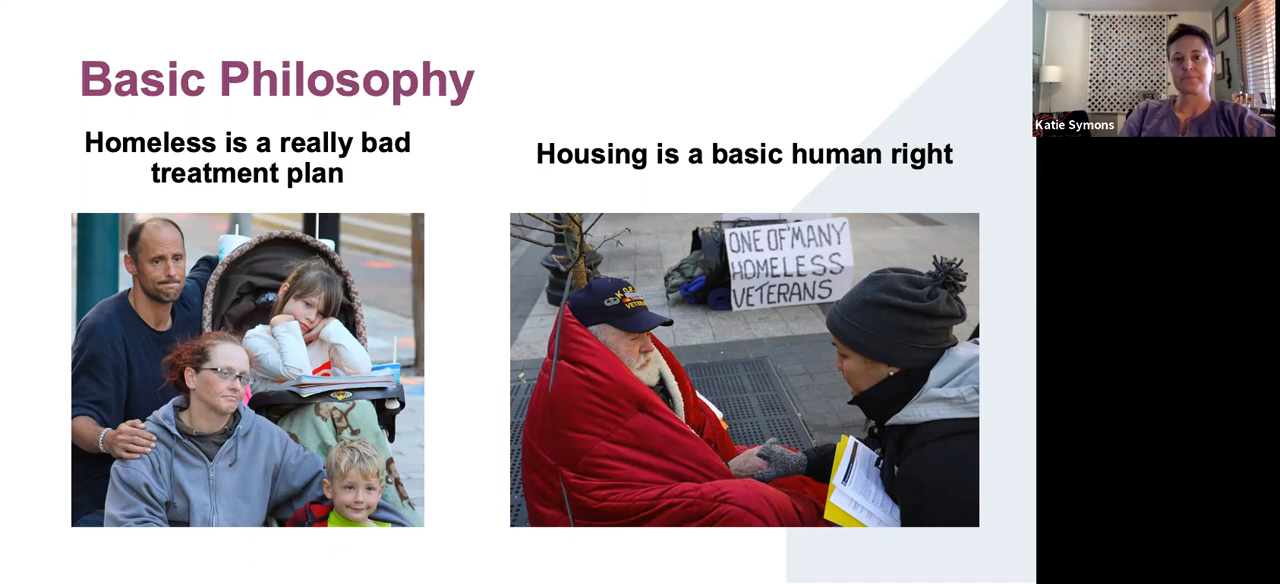 Basic Philosophy
Homeless is a really bad
treatment plan
Housing is a basic human right
ONE OF MANY
HOMELESS
VETERANS
Katie Symons